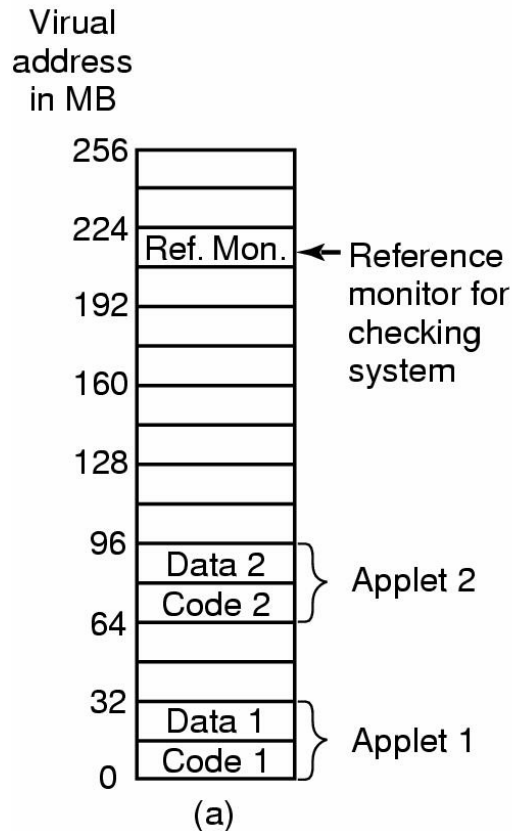 Virual
address
in MB
256
224
Ref. Mon.
Reference
monitor for
checking
system
192
160
128
96
Data 2
Code 2
Applet 2
64
32
Data 1
Code 1
Applet 1
0
(a)